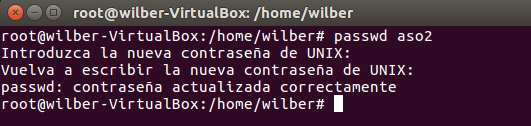 root@wilber-VirtualBox: /home/wilber
root@wilber-VirtualBox:/home/wilber# passwd aso2
Introduzca la nueva contraseña de UNIX:
Vuelva a escribir la nueva contraseña de UNIX:
passwd: contraseña actualizada correctamente
root@wilber-VirtualBox:/home/wilber#